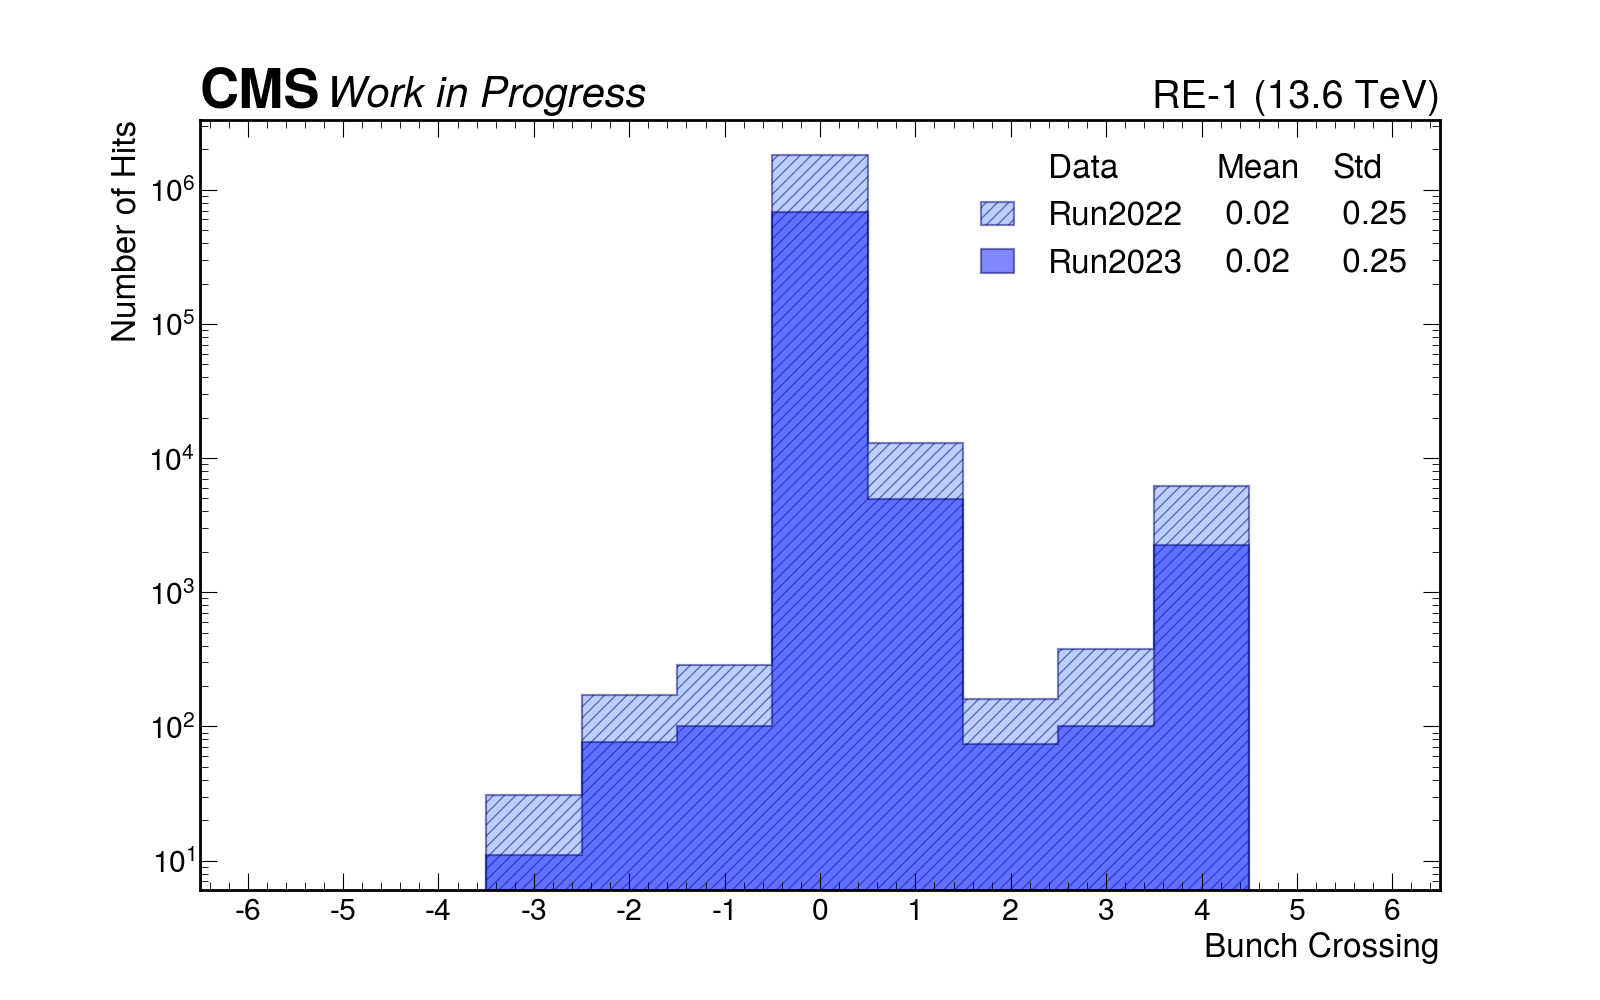 CMS Work in Progress RE-1 (13.6 TeV)
Number of Hits
Data Mean Std
Run2022 0.02 0.25
Run2023 0.02 0.25
10⁶
10⁵
10⁴
10³
10²
10¹
-6 -5 -4 -3 -2 -1 0 1 2 3 4 5 6
Bunch Crossing